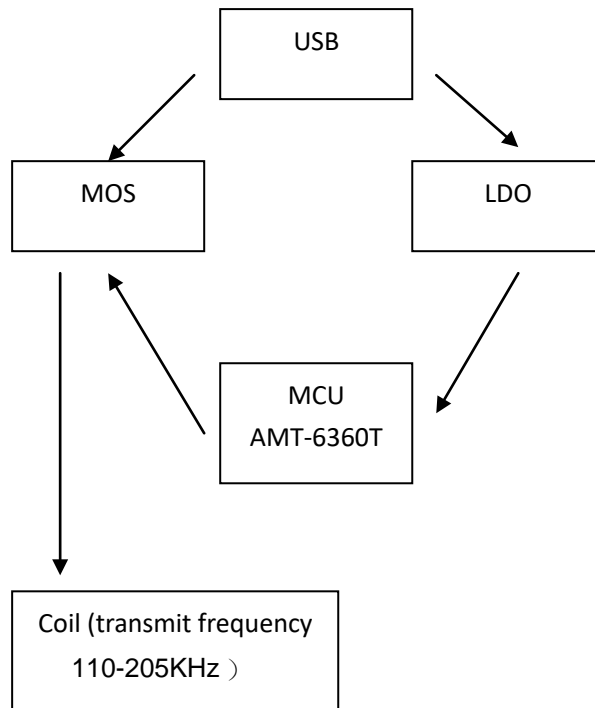 USB
MOS
LDO
MCU
AMT-6360T
Coil (transmit frequency
110-205KHz ）